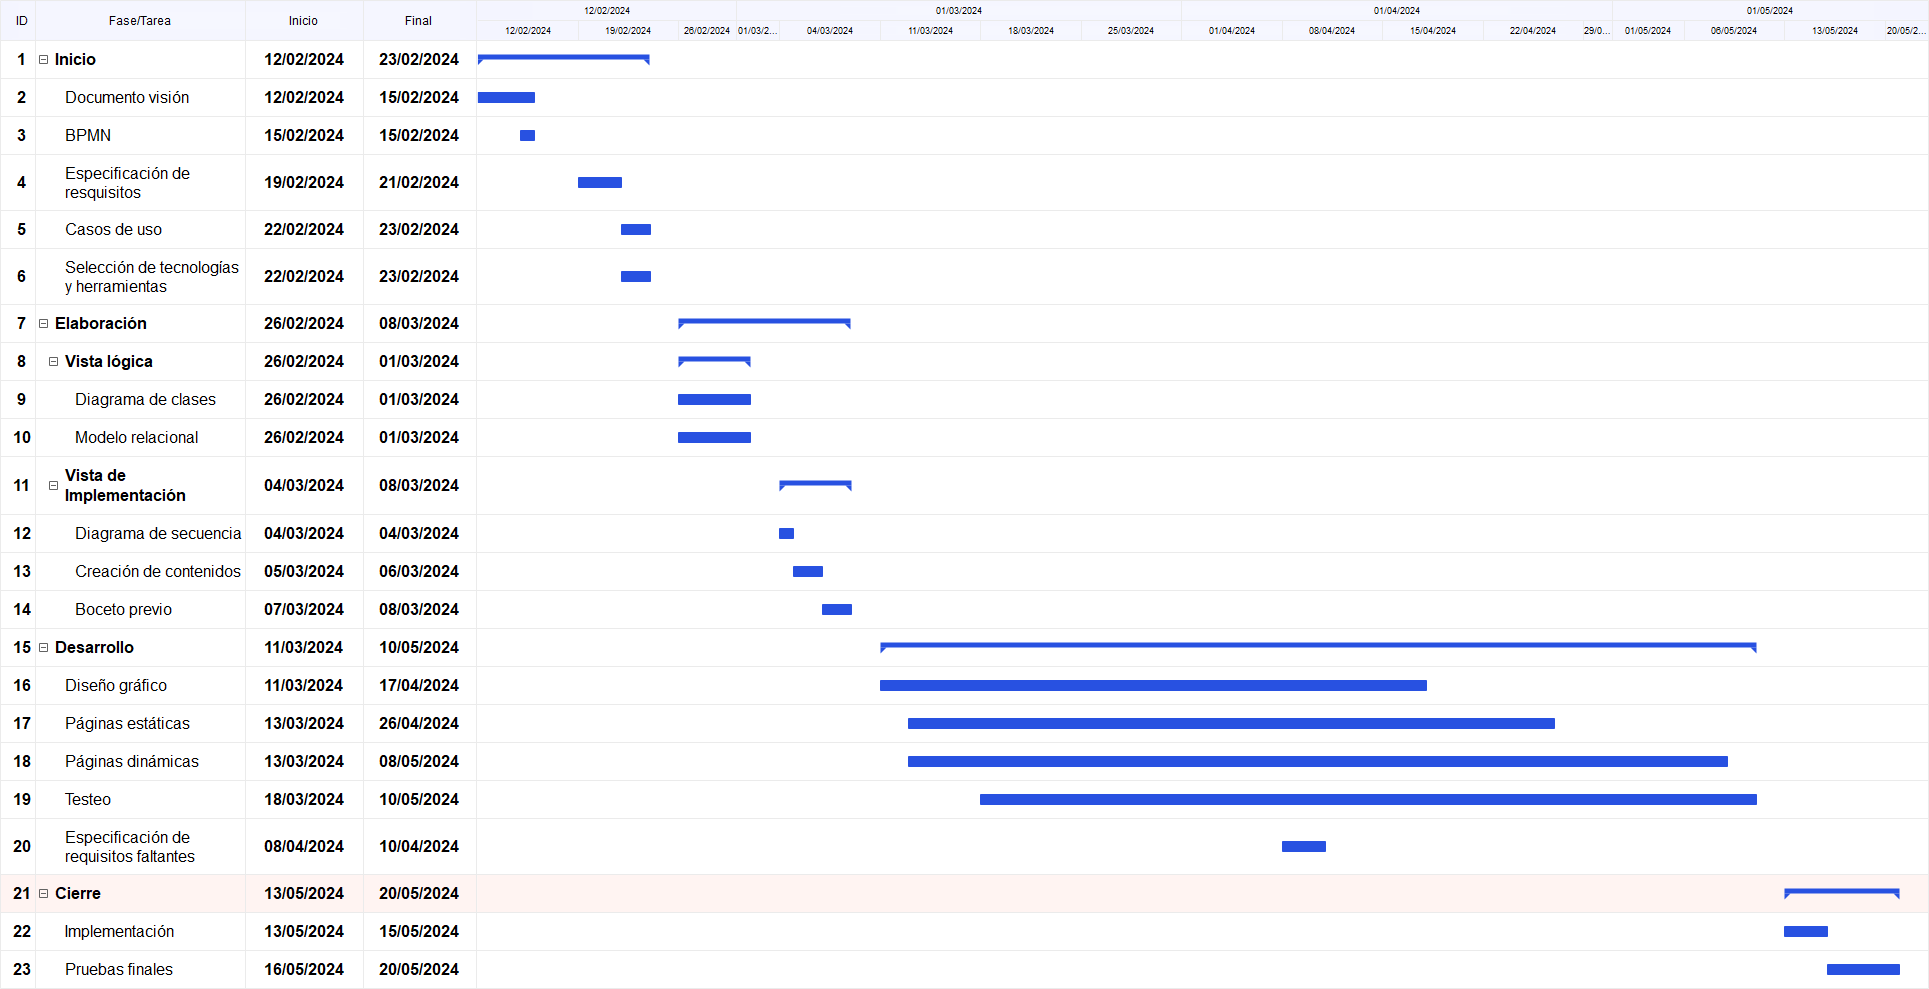 ID Fase/Tarea Inicio Final 12/02/2024 01/03/2024 01/04/2024 01/05/2024
12/02/2024 19/02/2024 26/02/2024 01/03/2... 04/03/2024 11/03/2024 18/03/2024 25/03/2024 01/04/2024 08/04/2024 15/04/2024 22/04/2024 29/0... 01/05/2024 06/05/2024 13/05/2024 20/05/2...
1 Inicio 12/02/2024 23/02/2024
2 Documento visión 12/02/2024 15/02/2024
3 BPMN 15/02/2024 15/02/2024
4 Especificación de
resquisitos 19/02/2024 21/02/2024
5 Casos de uso 22/02/2024 23/02/2024
6 Selección de tecnologías
y herramientas 22/02/2024 23/02/2024
7 Elaboración 26/02/2024 08/03/2024
8 Vista lógica 26/02/2024 01/03/2024
9 Diagrama de clases 26/02/2024 01/03/2024
10 Modelo relacional 26/02/2024 01/03/2024
11 Vista de
Implementación 04/03/2024 08/03/2024
12 Diagrama de secuencia 04/03/2024 04/03/2024
13 Creación de contenidos 05/03/2024 06/03/2024
14 Boceto previo 07/03/2024 08/03/2024
15 Desarrollo 11/03/2024 10/05/2024
16 Diseño gráfico 11/03/2024 17/04/2024
17 Páginas estáticas 13/03/2024 26/04/2024
18 Páginas dinámicas 13/03/2024 08/05/2024
19 Testeo 18/03/2024 10/05/2024
20 Especificación de
requisitos faltantes 08/04/2024 10/04/2024
21 Cierre 13/05/2024 20/05/2024
22 Implementación 13/05/2024 15/05/2024
23 Pruebas finales 16/05/2024 20/05/2024